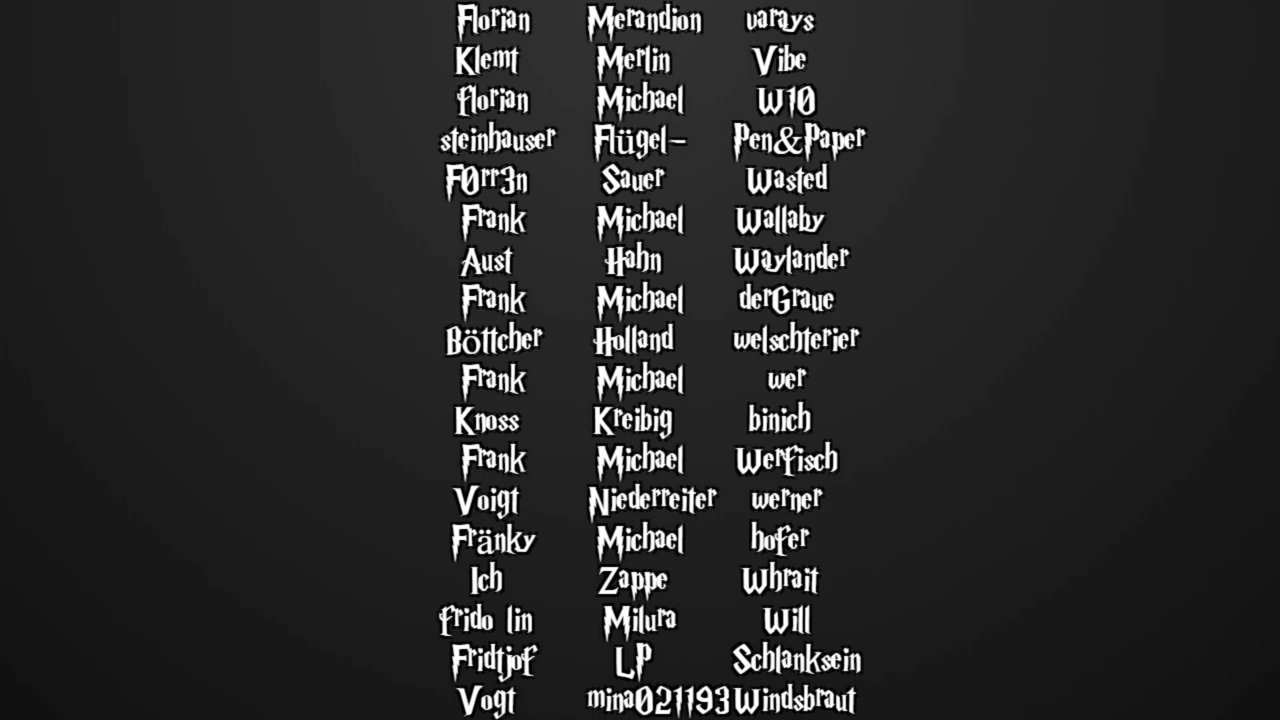 Florian Merandion varays
Klemt Merlin Vibe
florian Michael W10
steinhauser Flügel- Pen&Paper
F0rr3n Sauer Wasted
Frank Michael Wallaby
Aust Hahn Waylander
Frank Michael derGraue
Böttcher Holland welschterier
Frank Michael wer
Knoss Kreibig binich
Frank Michael Werfisch
Voigt Niederreiter werner
Fränky Michael hofer
Ich Zappe Whrait
frido lin Milura Will
Fridtjof LP Schlanksein
Vogt mina021193 Windsbraut